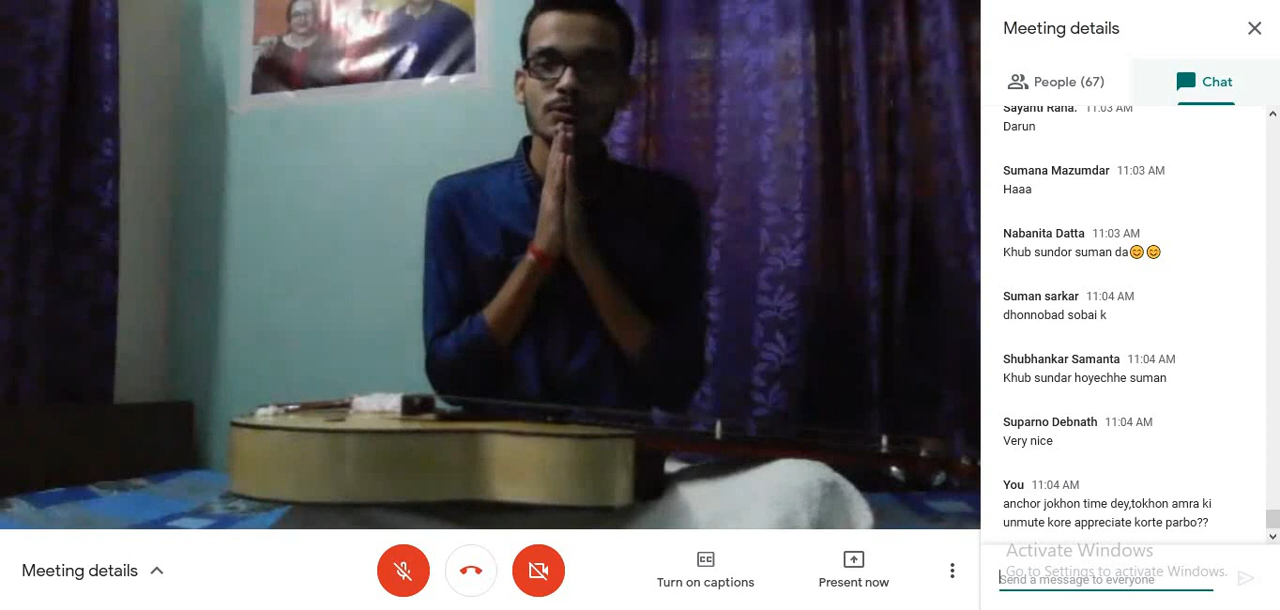 Meeting details
People (67)
Chat
Sayanti Rana. 11:03 AM
Darun
Sumana Mazumdar 11:03 AM
Haaa
Nabanita Datta 11:03 AM
Khub sundor suman da😊😊
Suman sarkar 11:04 AM
dhonnobad sobai k
Shubhankar Samanta 11:04 AM
Khub sundar hoyechhe suman
Suparno Debnath 11:04 AM
Very nice
You 11:04 AM
anchor jokhon time dey,tokhon amra ki
unmute kore appreciate korte parbo??
Activate Windows
Go to Settings to activate Windows.
Send a message to everyone
Meeting details
Turn on captions
Present now